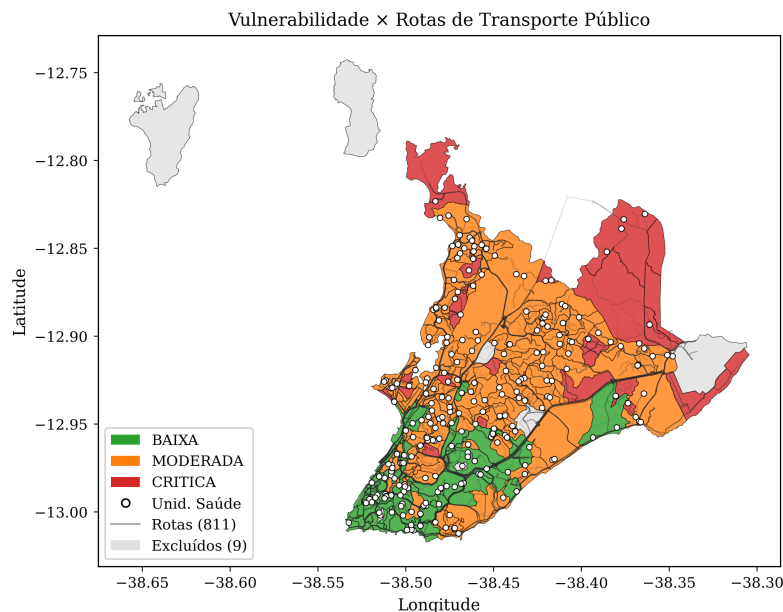 Vulnerabilidade × Rotas de Transporte Público
Latitude
−12.75
−12.80
−12.85
−12.90
−12.95
−13.00
BAIXA
MODERADA
CRITICA
Unid. Saúde
Rotas (811)
Excluídos (9)
−38.65 −38.60 −38.55 −38.50 −38.45 −38.40 −38.35 −38.30
Longitude